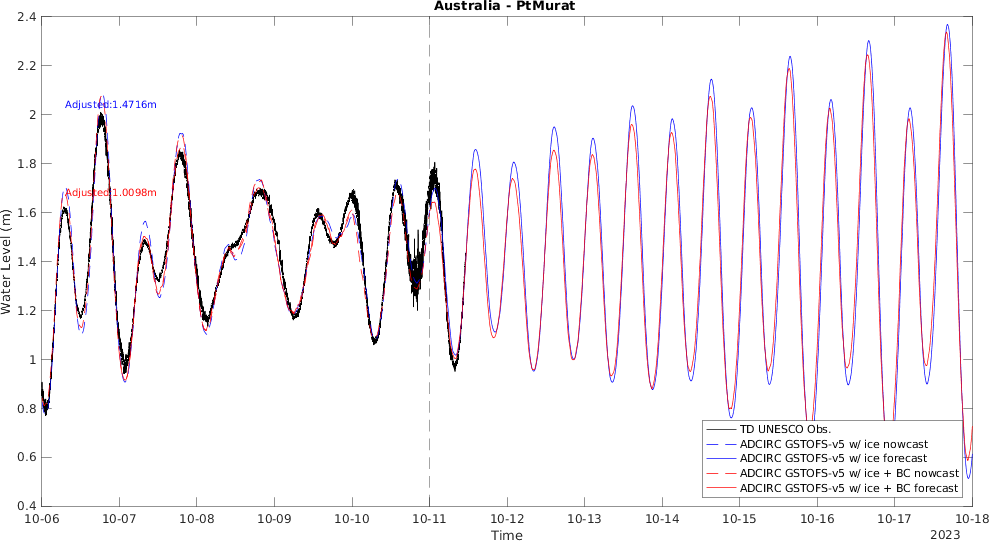 Australia - PtMurat
2.4
2.2
2
1.8
1.6
1.4
1.2
1
0.8
0.6
0.4
Water Level (m)
Adjusted:1.4716m
Adjusted:1.0098m
TD UNESCO Obs.
ADCIRC GSTOFS-v5 w/ ice nowcast
ADCIRC GSTOFS-v5 w/ ice forecast
ADCIRC GSTOFS-v5 w/ ice + BC nowcast
ADCIRC GSTOFS-v5 w/ ice + BC forecast
10-06 10-07 10-08 10-09 10-10 10-11 10-12 10-13 10-14 10-15 10-16 10-17 10-18
Time
2023